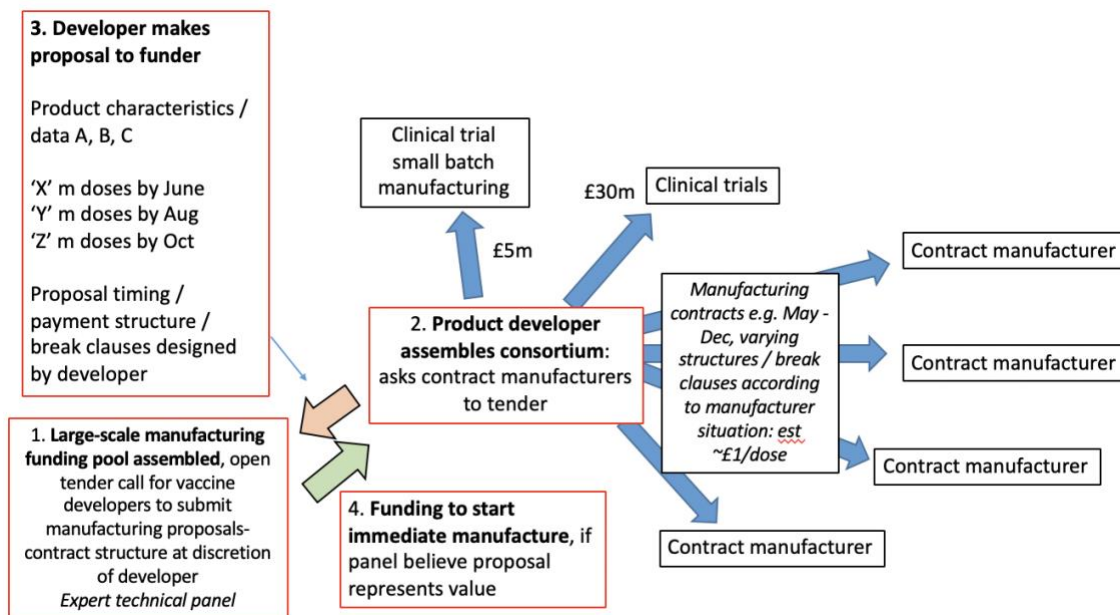 3. Developer makes
proposal to funder
Product characteristics /
data A, B, C
‘X’ m doses by June
‘Y’ m doses by Aug
‘Z’ m doses by Oct
Proposal timing /
payment structure /
break clauses designed
by developer
1. Large-scale manufacturing
funding pool assembled, open
tender call for vaccine
developers to submit
manufacturing proposals-
contract structure at discretion
of developer
Expert technical panel
Clinical trial
small batch
manufacturing
£5m
£30m
Clinical trials
2. Product developer
assembles consortium:
asks contract manufacturers
to tender
4. Funding to start
immediate manufacture, if
panel believe proposal
represents value
Manufacturing
contracts e.g. May -
Dec, varying
structures / break
clauses according
to manufacturer
situation: est
~£1/dose
Contract manufacturer
Contract manufacturer
Contract manufacturer
Contract manufacturer